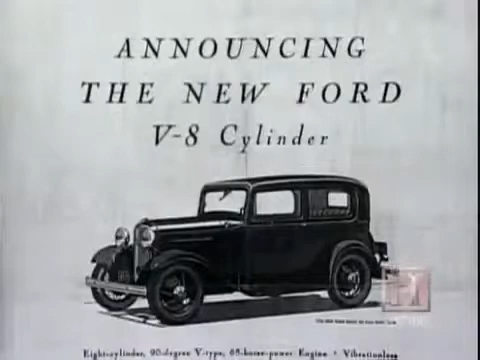 ANNOUNCING
THE NEW FORD
V-8 Cylinder
Eight-cylinder, 90-degree V-type, 65-horse-power Engine • Vibrationless
H